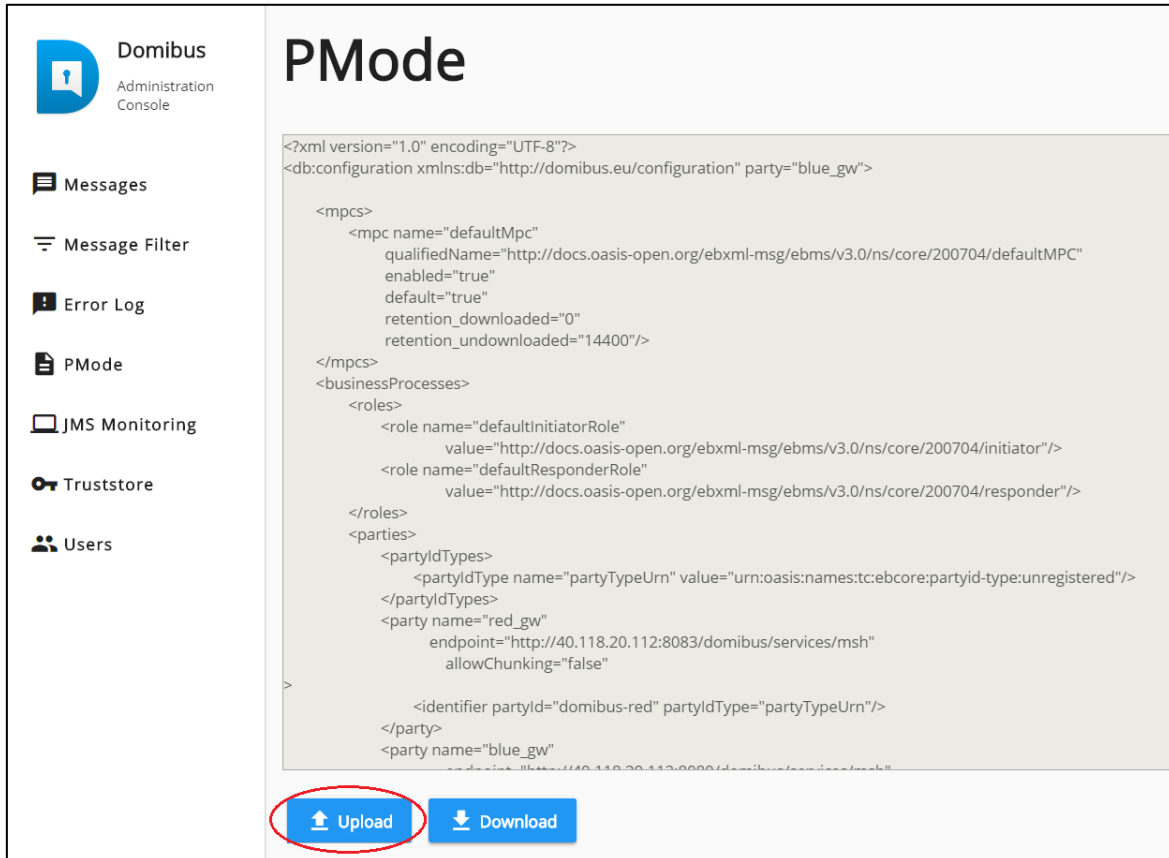 Domibus
Administration
Console
Messages
Message Filter
Error Log
PMode
JMS Monitoring
Truststore
Users
PMode
<?xml version="1.0" encoding="UTF-8"?>
<db:configuration xmlns:db="http://domibus.eu/configuration" party="blue_gw">
<mpcs>
<mpc name="defaultMpc"
qualifiedName="http://docs.oasis-open.org/ebxml-msg/ebms/v3.0/ns/core/200704/defaultMPC"
enabled="true"
default="true"
retention_downloaded="0"
retention_undownloaded="14400"/>
</mpcs>
<businessProcesses>
<roles>
<role name="defaultInitiatorRole"
value="http://docs.oasis-open.org/ebxml-msg/ebms/v3.0/ns/core/200704/initiator"/>
<role name="defaultResponderRole"
value="http://docs.oasis-open.org/ebxml-msg/ebms/v3.0/ns/core/200704/responder"/>
</roles>
<parties>
<partyIdTypes>
<partyIdType name="partyTypeUrn" value="urn:oasis:names:tc:ebcore:partyid-type:unregistered"/>
</partyIdTypes>
<party name="red_gw"
endpoint="http://40.118.20.112:8083/domibus/services/msh"
allowChunking="false"
>
<identifier partyId="domibus-red" partyIdType="partyTypeUrn"/>
</party>
<party name="blue_gw"
Upload
Download